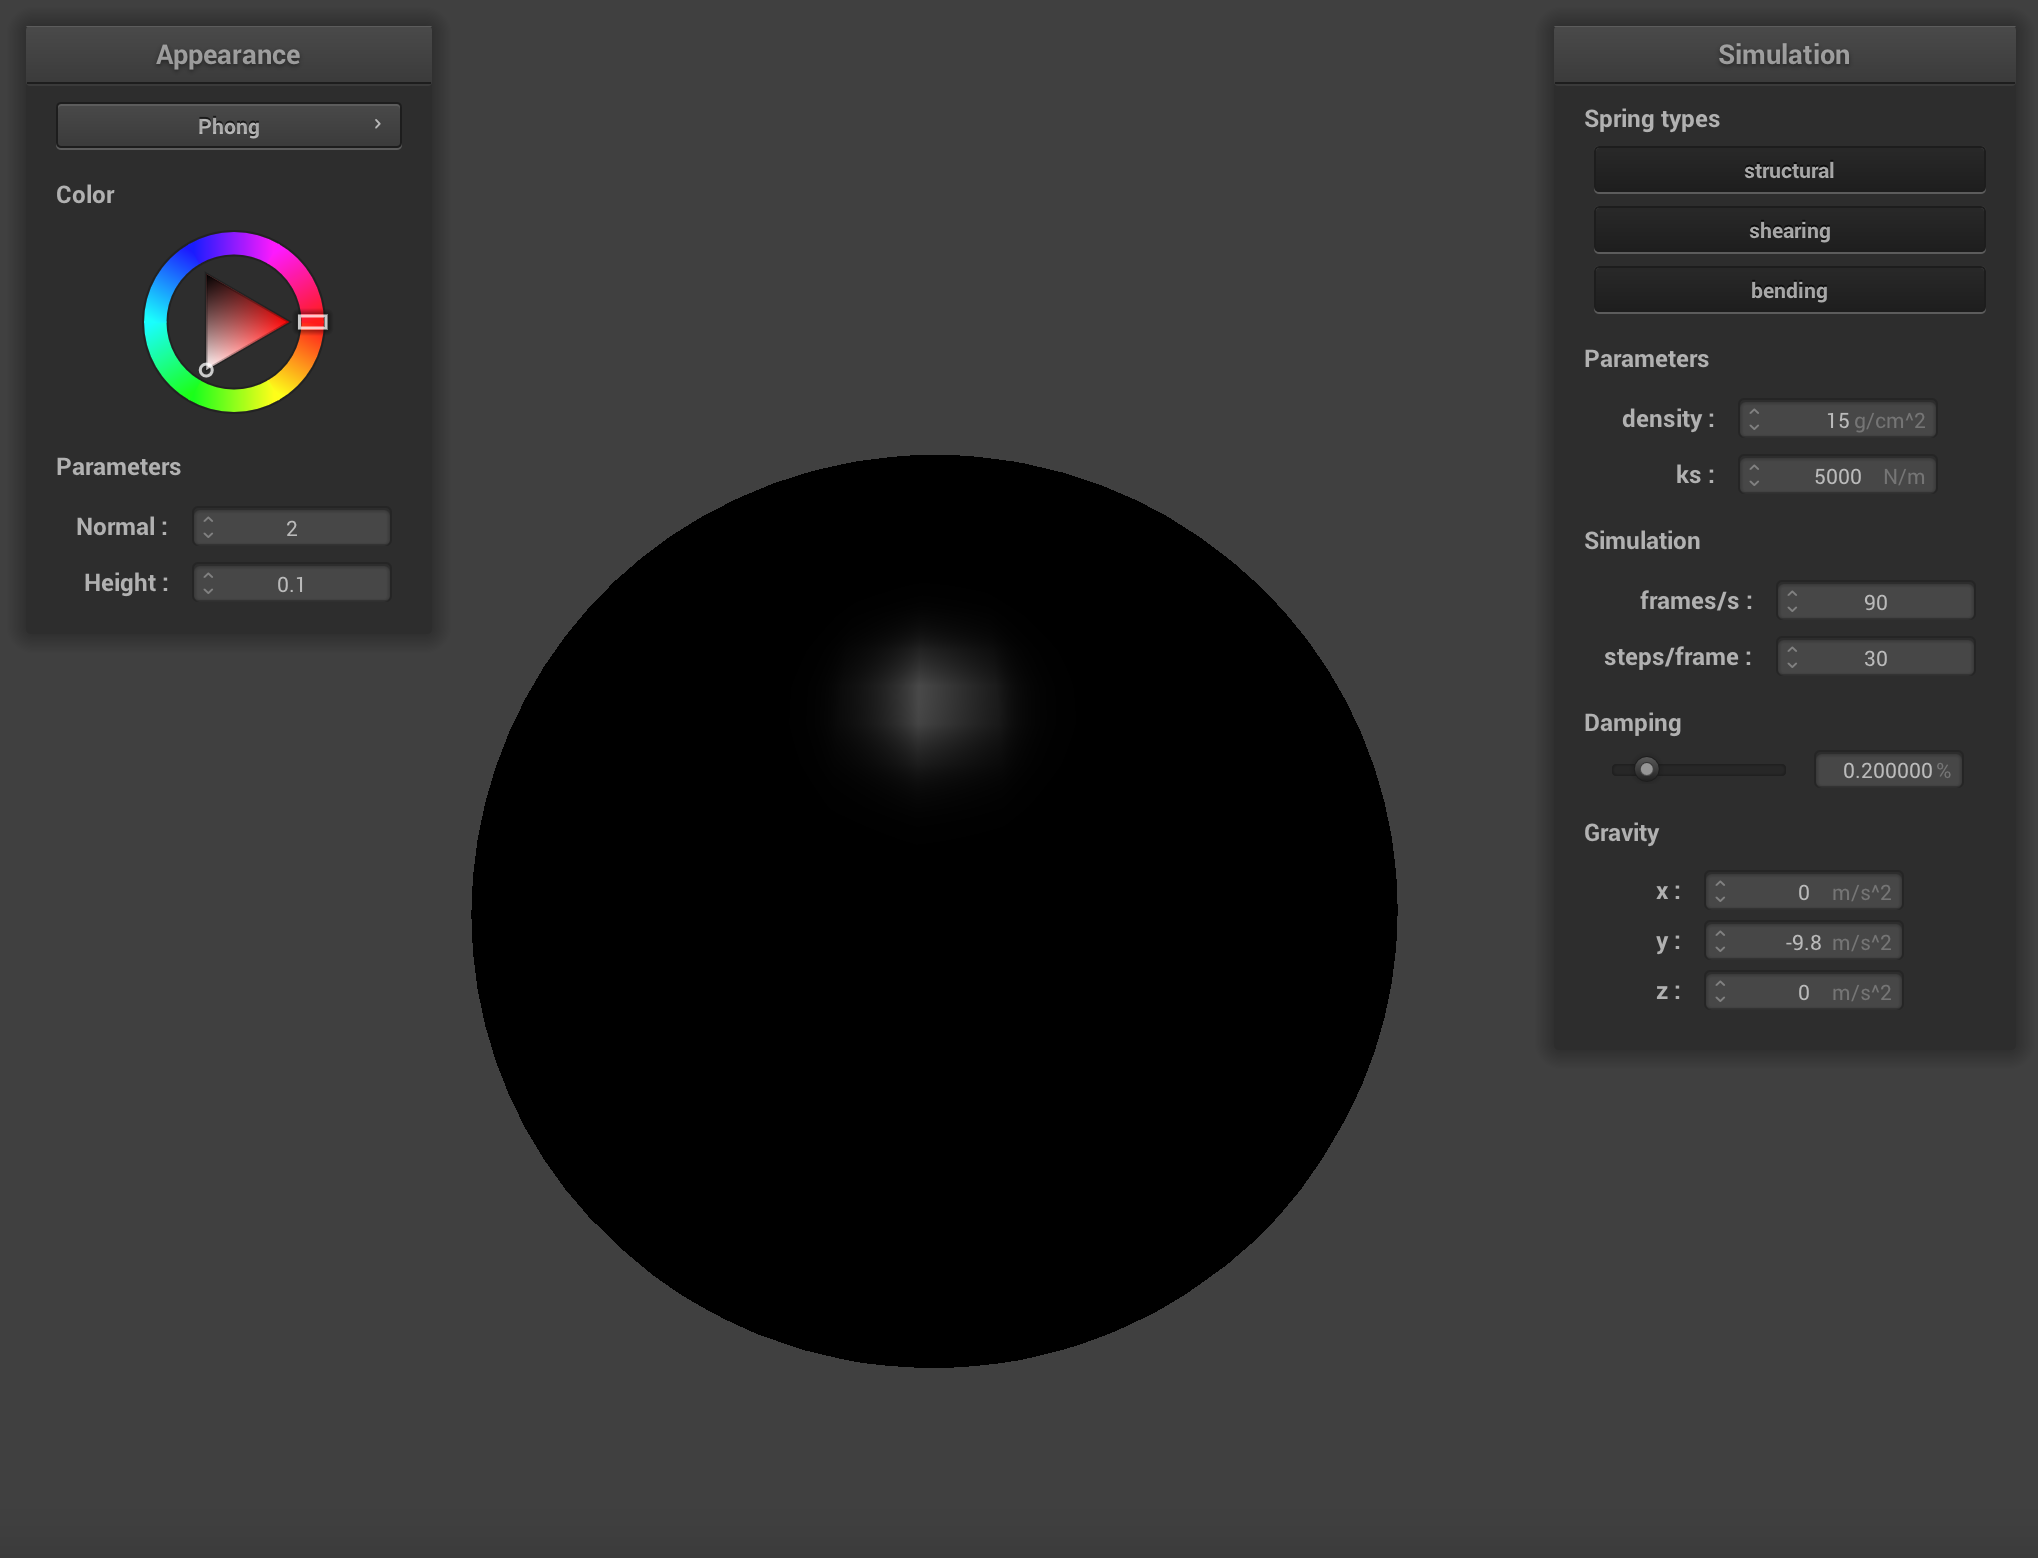 Appearance
Phong
Color
Parameters
Normal : 2
Height : 0.1
Simulation
Spring types
structural
shearing
bending
Parameters
density : 15 g/cm^2
ks : 5000 N/m
Simulation
frames/s : 90
steps/frame : 30
Damping
0.200000 %
Gravity
x : 0 m/s^2
y : -9.8 m/s^2
z : 0 m/s^2